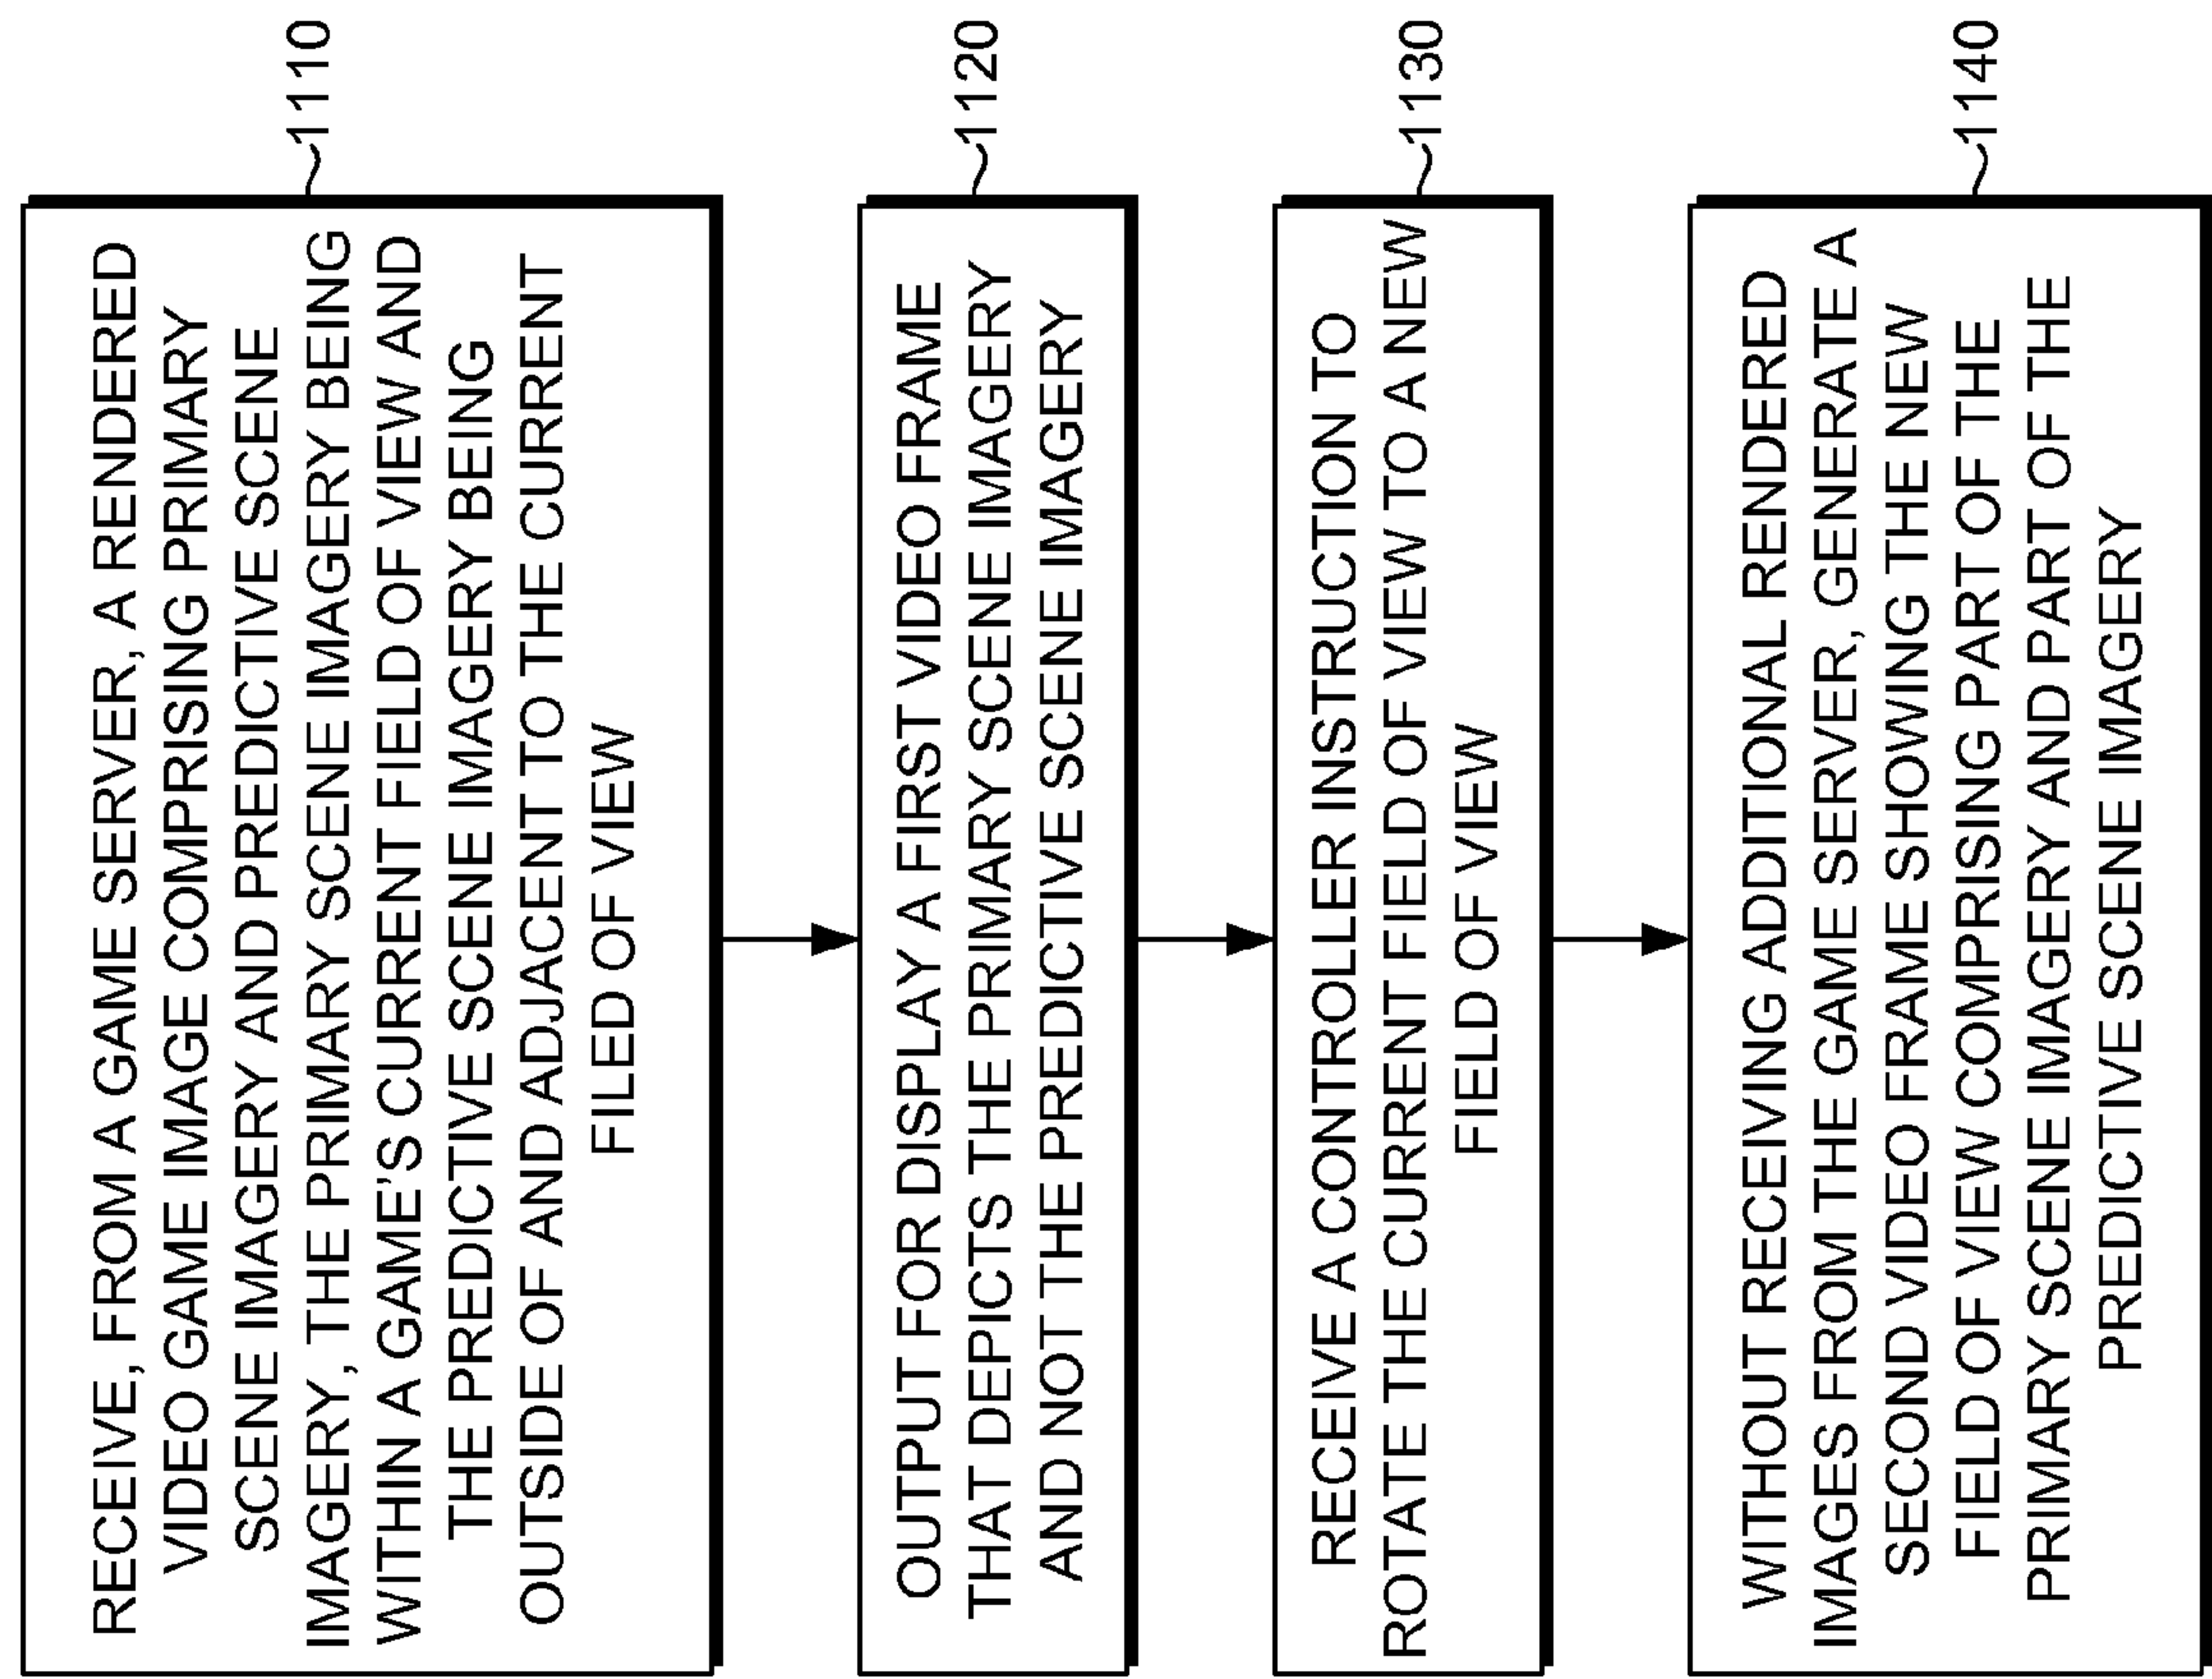 RECEIVE, FROM A GAME SERVER, A RENDERED
VIDEO GAME IMAGE COMPRISING PRIMARY
SCENE IMAGERY AND PREDICTIVE SCENE
IMAGERY, THE PRIMARY SCENE IMAGERY BEING
WITHIN A GAME'S CURRENT FIELD OF VIEW AND
THE PREDICTIVE SCENE IMAGERY BEING
OUTSIDE OF AND ADJACENT TO THE CURRENT
FILED OF VIEW
1110
OUTPUT FOR DISPLAY A FIRST VIDEO FRAME
THAT DEPICTS THE PRIMARY SCENE IMAGERY
AND NOT THE PREDICTIVE SCENE IMAGERY
1120
RECEIVE A CONTROLLER INSTRUCTION TO
ROTATE THE CURRENT FIELD OF VIEW TO A NEW
FIELD OF VIEW
1130
WITHOUT RECEIVING ADDITIONAL RENDERED
IMAGES FROM THE GAME SERVER, GENERATE A
SECOND VIDEO FRAME SHOWING THE NEW
FIELD OF VIEW COMPRISING PART OF THE
PRIMARY SCENE IMAGERY AND PART OF THE
PREDICTIVE SCENE IMAGERY
1140